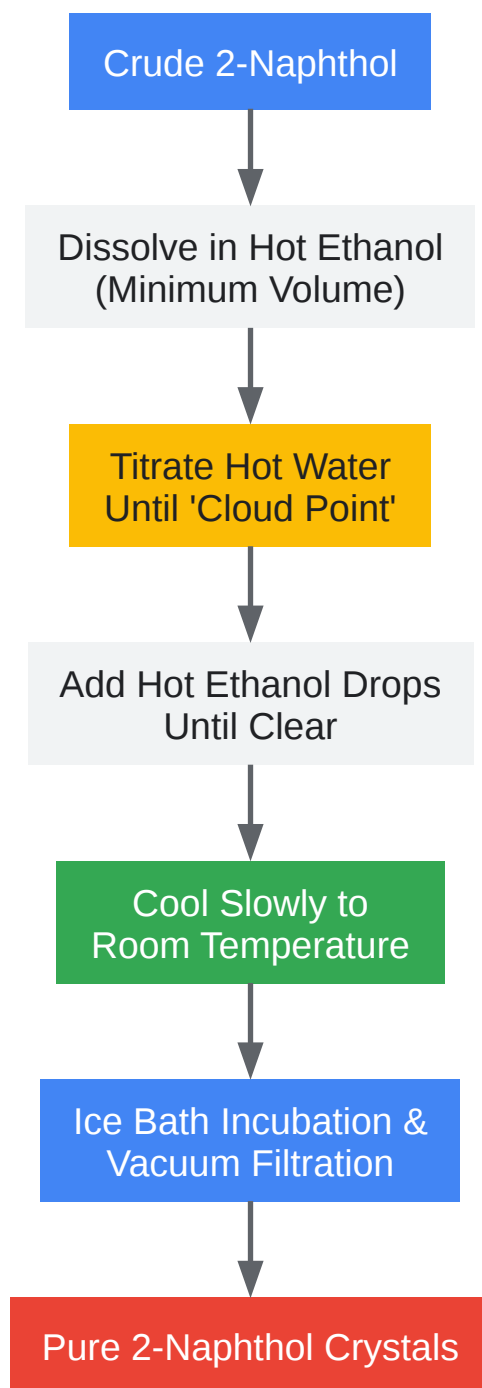 Crude 2-Naphthol
Dissolve in Hot Ethanol
(Minimum Volume)
Titrate Hot Water
Until 'Cloud Point'
Add Hot Ethanol Drops
Until Clear
Cool Slowly to
Room Temperature
Ice Bath Incubation &
Vacuum Filtration
Pure 2-Naphthol Crystals